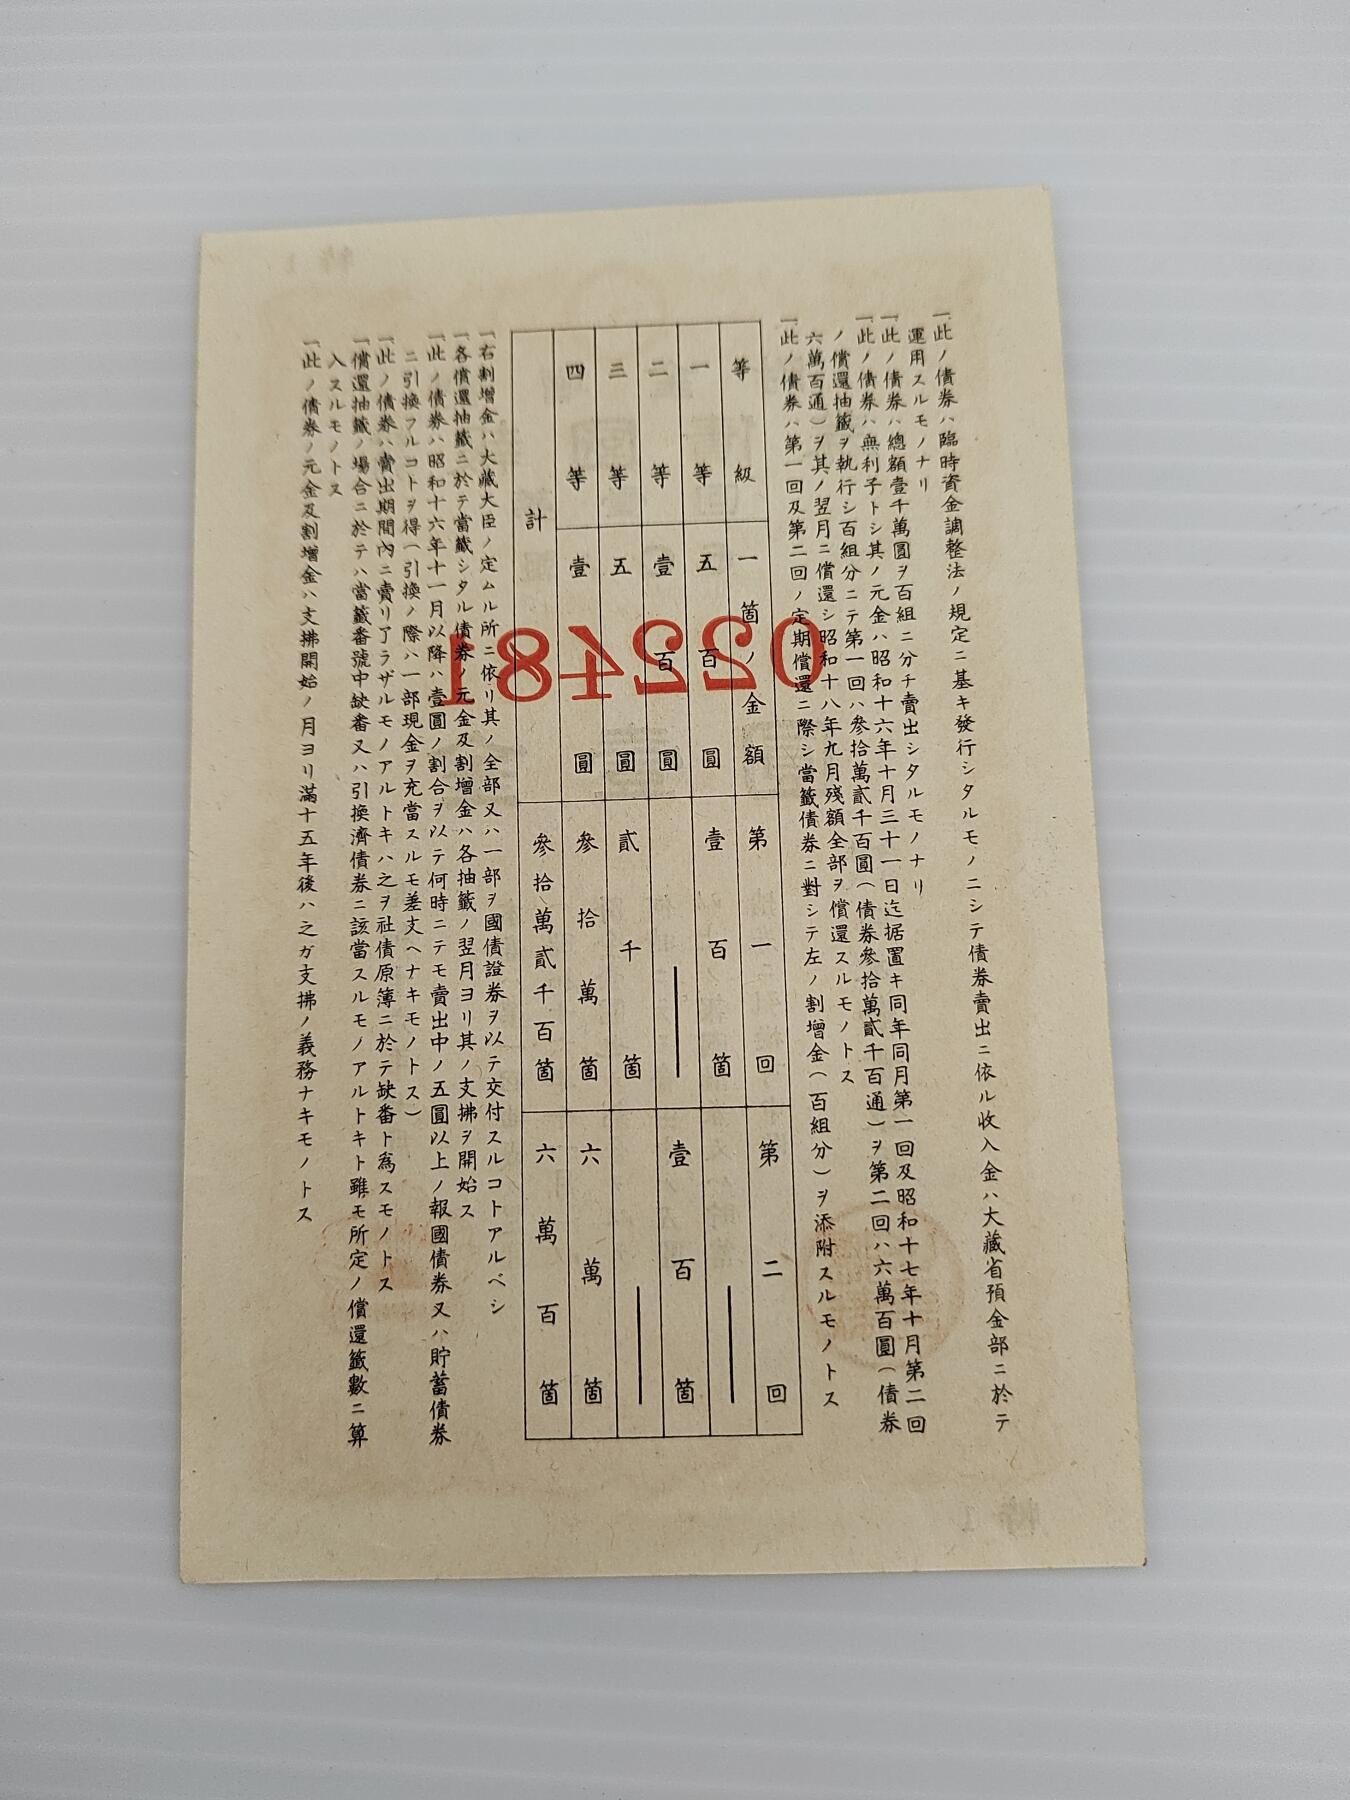 一此ノ債券ハ臨時資金調整法ノ規定ニ基キ發行シタルモノニシテ債券賣出ニ依ル收入金ハ大藏省預金部ニ於テ
運用スルモノナリ
一此ノ債券ハ總額壹千萬圓ヲ百組ニ分チ賣出シタルモノナリ
一此ノ債券ハ無利子トシ其ノ元金ハ昭和十六年十月三十一日迄据置キ同年同月第一回及昭和十七年十月第二回
ノ償還抽籤ヲ執行シ百組分ニテ第一回ハ參拾萬貳千百圓(債券參拾萬貳千百通)ヲ第二回ハ六萬百圓(債券
六萬百通)ヲ其ノ翌月ニ償還シ昭和十八年九月殘額全部ヲ償還スルモノトス
一此ノ債券ハ第一回及第二回ノ定期償還ニ際シ當籤債券ニ對シテ左ノ割增金(百組分)ヲ添附スルモノトス
等級 一箇ノ金額 第一回 第二回
一等 五百圓 壹百箇 ―
二等 壹百圓 ― 壹百箇
三等 五圓 貳千箇 ―
四等 壹圓 參拾萬箇 六萬箇
計 參拾萬貳千百箇 六萬百箇
022481
一右割增金ハ大藏大臣ノ定ムル所ニ依リ其ノ全部又ハ一部ヲ國債證券ヲ以テ交付スルコトアルベシ
一各償還抽籤ニ於テ當籤シタル債券ノ元金及割增金ハ各抽籤ノ翌月ヨリ其ノ支拂ヲ開始ス
一此ノ債券ハ昭和十六年十一月以降ハ壹圓ノ割合ヲ以テ何時ニテモ賣出中ノ五圓以上ノ報國債券又ハ貯蓄債券
ニ引換フルコトヲ得(引換ノ際ハ一部現金ヲ充當スルモ差支ヘナキモノトス)
一此ノ債券ハ賣出期間內ニ賣リ了ラザルモノアルトキハ之ヲ社債原簿ニ於テ缺番ト爲スモノトス
一償還抽籤ノ場合ニ於テハ當籤番號中缺番又ハ引換濟債券ニ該當スルモノアルトキト雖モ所定ノ償還籤數ニ算
入スルモノトス
一此ノ債券ノ元金及割增金ハ支拂開始ノ月ヨリ滿十五年後ハ之ガ支拂ノ義務ナキモノトス